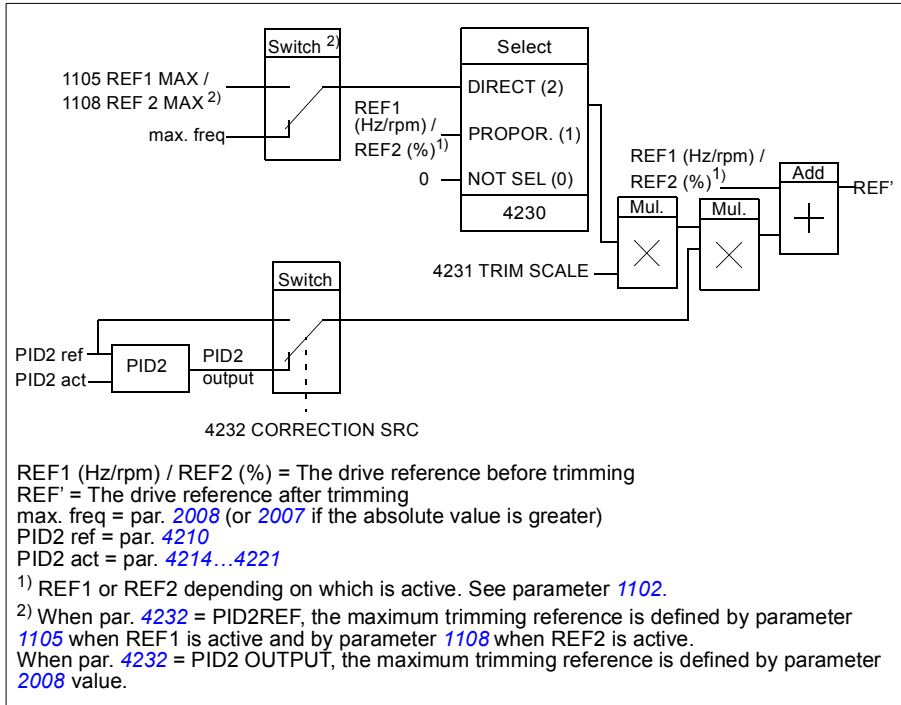 Switch 2)
Select
1105 REF1 MAX /
1108 REF 2 MAX 2)
max. freq
DIRECT (2)
REF1
(Hz/rpm) /
REF2 (%)1)
PROPOR. (1)
0
NOT SEL (0)
4230
REF1 (Hz/rpm) /
REF2 (%)1)
Add
+
REF’
Mul.
Mul.
4231 TRIM SCALE
Switch
PID2 ref
PID2 act
PID2
PID2
output
4232 CORRECTION SRC
REF1 (Hz/rpm) / REF2 (%) = The drive reference before trimming
REF’ = The drive reference after trimming
max. freq = par. 2008 (or 2007 if the absolute value is greater)
PID2 ref = par. 4210
PID2 act = par. 4214…4221
1) REF1 or REF2 depending on which is active. See parameter 1102.
2) When par. 4232 = PID2REF, the maximum trimming reference is defined by parameter
1105 when REF1 is active and by parameter 1108 when REF2 is active.
When par. 4232 = PID2 OUTPUT, the maximum trimming reference is defined by parameter
2008 value.